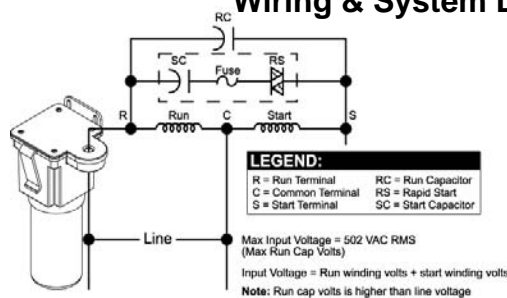 Wiring & System
RC
SC
Fuse
RS
R
Run
C
Start
S
LEGEND:
R = Run Terminal
C = Common Terminal
S = Start Terminal
RC = Run Capacitor
RS = Rapid Start
SC = Start Capacitor
Line
Max Input Voltage = 502 VAC RMS
(Max Run Cap Volts)
Input Voltage = Run winding volts + start winding volts
Note: Run cap volts is higher than line voltage